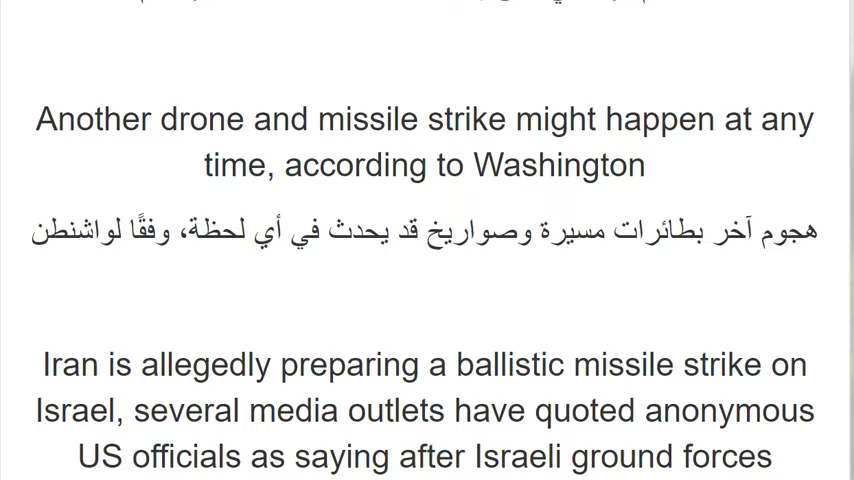 Another drone and missile strike might happen at any
time, according to Washington
هجوم آخر بطائرات مسيرة وصواريخ قد يحدث في أي لحظة، وفقًا لواشنطن
Iran is allegedly preparing a ballistic missile strike on
Israel, several media outlets have quoted anonymous
US officials as saying after Israeli ground forces